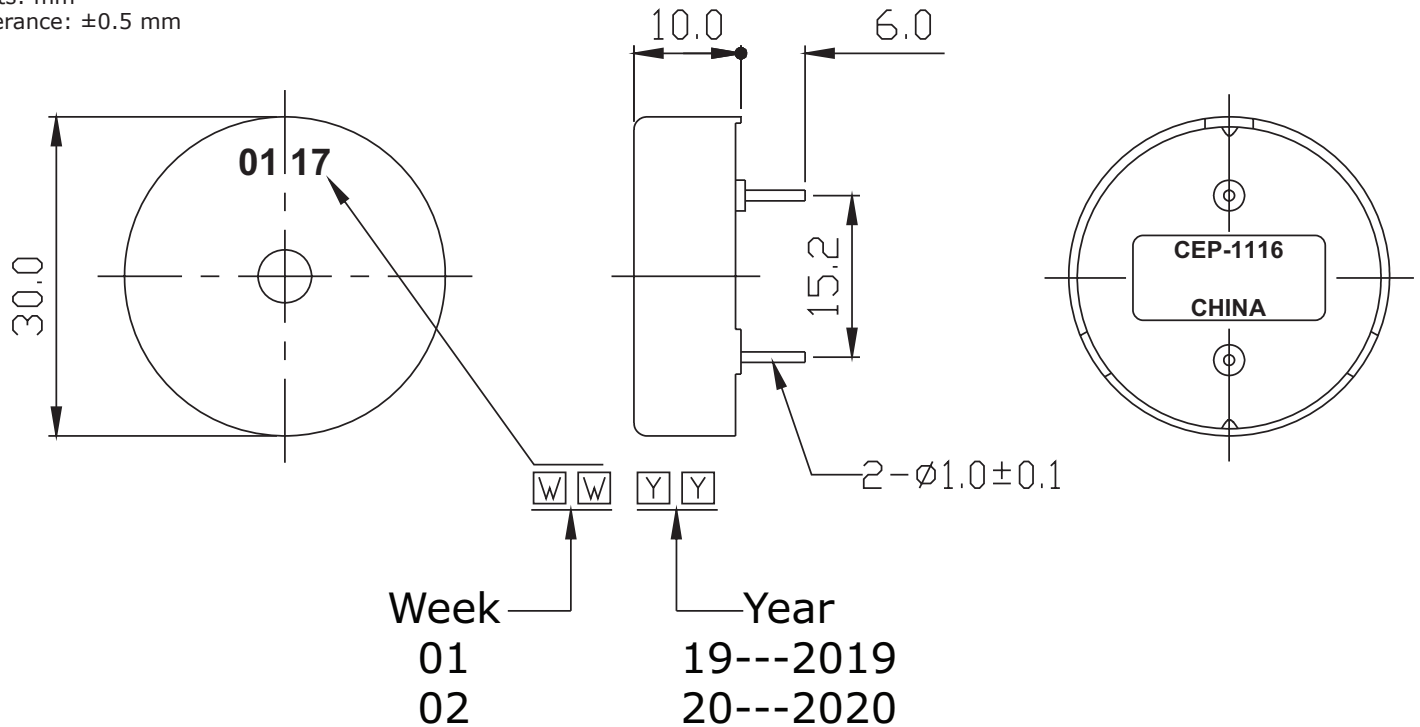 ±0.5 mm
10.0
6.0
01 17
30.0
15.2
CEP-1116
CHINA
2-Ø1.0±0.1
W W Y Y
Week Year
01 19---2019
02 20---2020